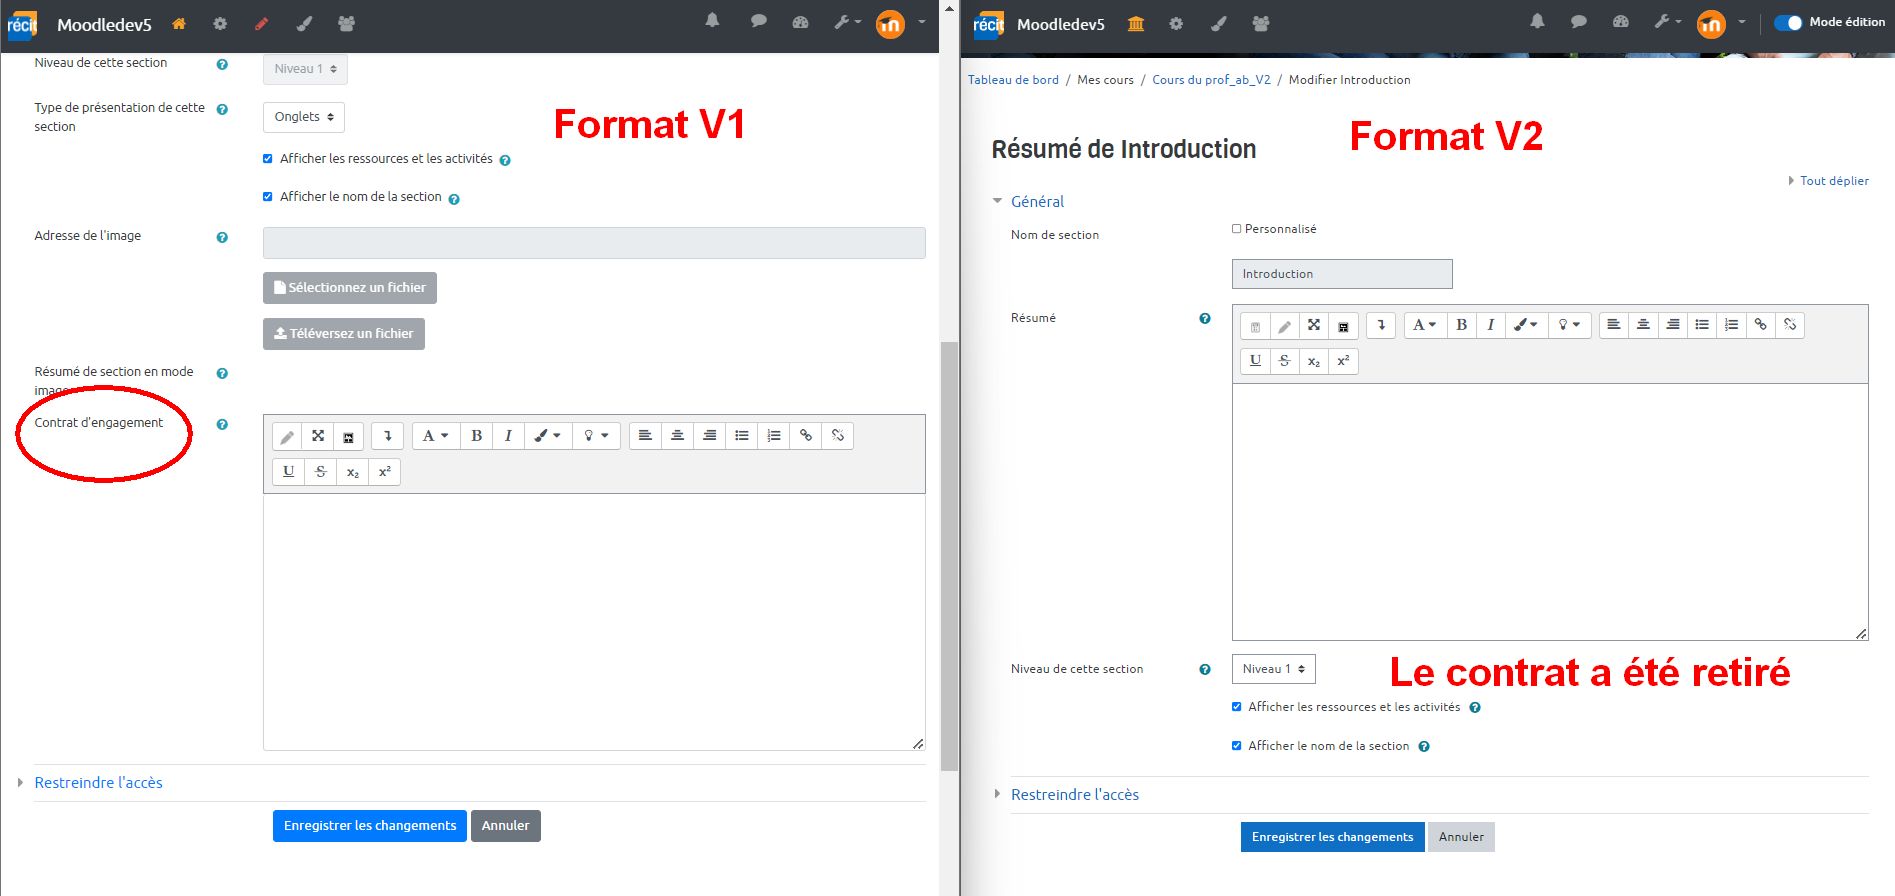 récit Moodledev5
Niveau de cette section
Niveau 1
Type de présentation de cette
section
Onglets
Format V1
Afficher les ressources et les activités
Afficher le nom de la section
Adresse de l'image
Sélectionnez un fichier
Téléversez un fichier
Résumé de section en mode
image
Contrat d'engagement
A B I
U S x₂ x²
Restreindre l'accès
Enregistrer les changements Annuler
récit Moodledev5 Mode édition
Tableau de bord / Mes cours / Cours du prof_ab_V2 / Modifier Introduction
Format V2
Résumé de Introduction
Tout déplier
Général
Nom de section
Personnalisé
Introduction
Résumé
A B I
U S x₂ x²
Niveau de cette section
Niveau 1
Le contrat a été retiré
Afficher les ressources et les activités
Afficher le nom de la section
Restreindre l'accès
Enregistrer les changements Annuler